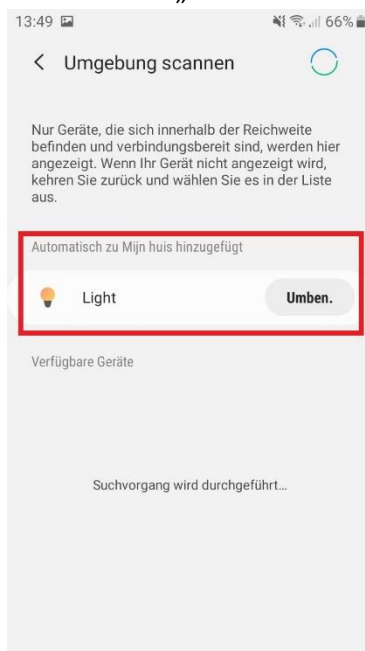 „
13:49 66%
Umgebung scannen
Nur Geräte, die sich innerhalb der Reichweite
befinden und verbindungsbereit sind, werden hier
angezeigt. Wenn Ihr Gerät nicht angezeigt wird,
kehren Sie zurück und wählen Sie es in der Liste
aus.
Automatisch zu Mijn huis hinzugefügt
Light Umben.
Verfügbare Geräte
Suchvorgang wird durchgeführt...